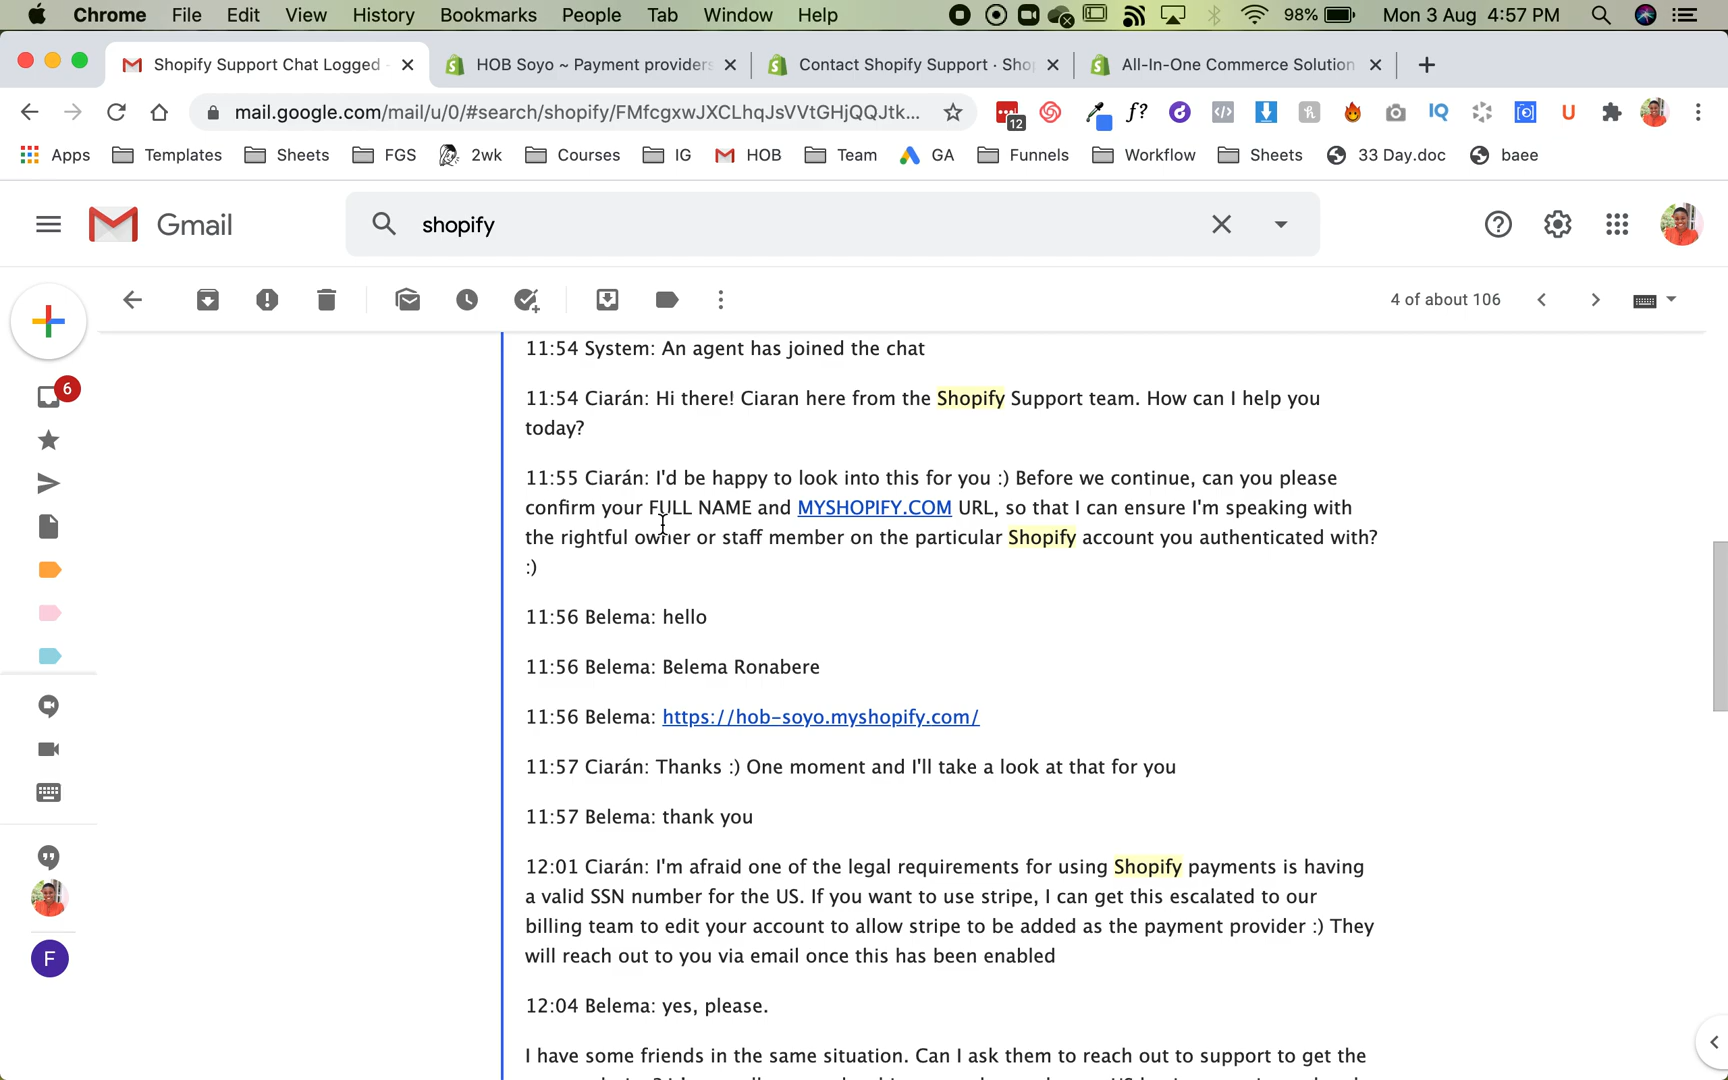 Chrome File Edit View History Bookmarks People Tab Window Help 98% Mon 3 Aug 4:57 PM
Shopify Support Chat Logged HOB Soyo ~ Payment providers Contact Shopify Support · Sho All-In-One Commerce Solution
mail.google.com/mail/u/0/#search/shopify/FMfcgxwJXCLhqJsVVtGHjQQJtk... 12 f? IQ U
Apps Templates Sheets FGS 2wk Courses IG HOB Team GA Funnels Workflow Sheets 33 Day.doc baee
Gmail shopify
4 of about 106
6
11:54 System: An agent has joined the chat
11:54 Ciarán: Hi there! Ciaran here from the Shopify Support team. How can I help you
today?
11:55 Ciarán: I'd be happy to look into this for you :) Before we continue, can you please
confirm your FULL NAME and MYSHOPIFY.COM URL, so that I can ensure I'm speaking with
the rightful owner or staff member on the particular Shopify account you authenticated with?
:)
11:56 Belema: hello
11:56 Belema: Belema Ronabere
11:56 Belema: https://hob-soyo.myshopify.com/
11:57 Ciarán: Thanks :) One moment and I'll take a look at that for you
11:57 Belema: thank you
12:01 Ciarán: I'm afraid one of the legal requirements for using Shopify payments is having
a valid SSN number for the US. If you want to use stripe, I can get this escalated to our
billing team to edit your account to allow stripe to be added as the payment provider :) They
will reach out to you via email once this has been enabled
12:04 Belema: yes, please.
I have some friends in the same situation. Can I ask them to reach out to support to get the
F